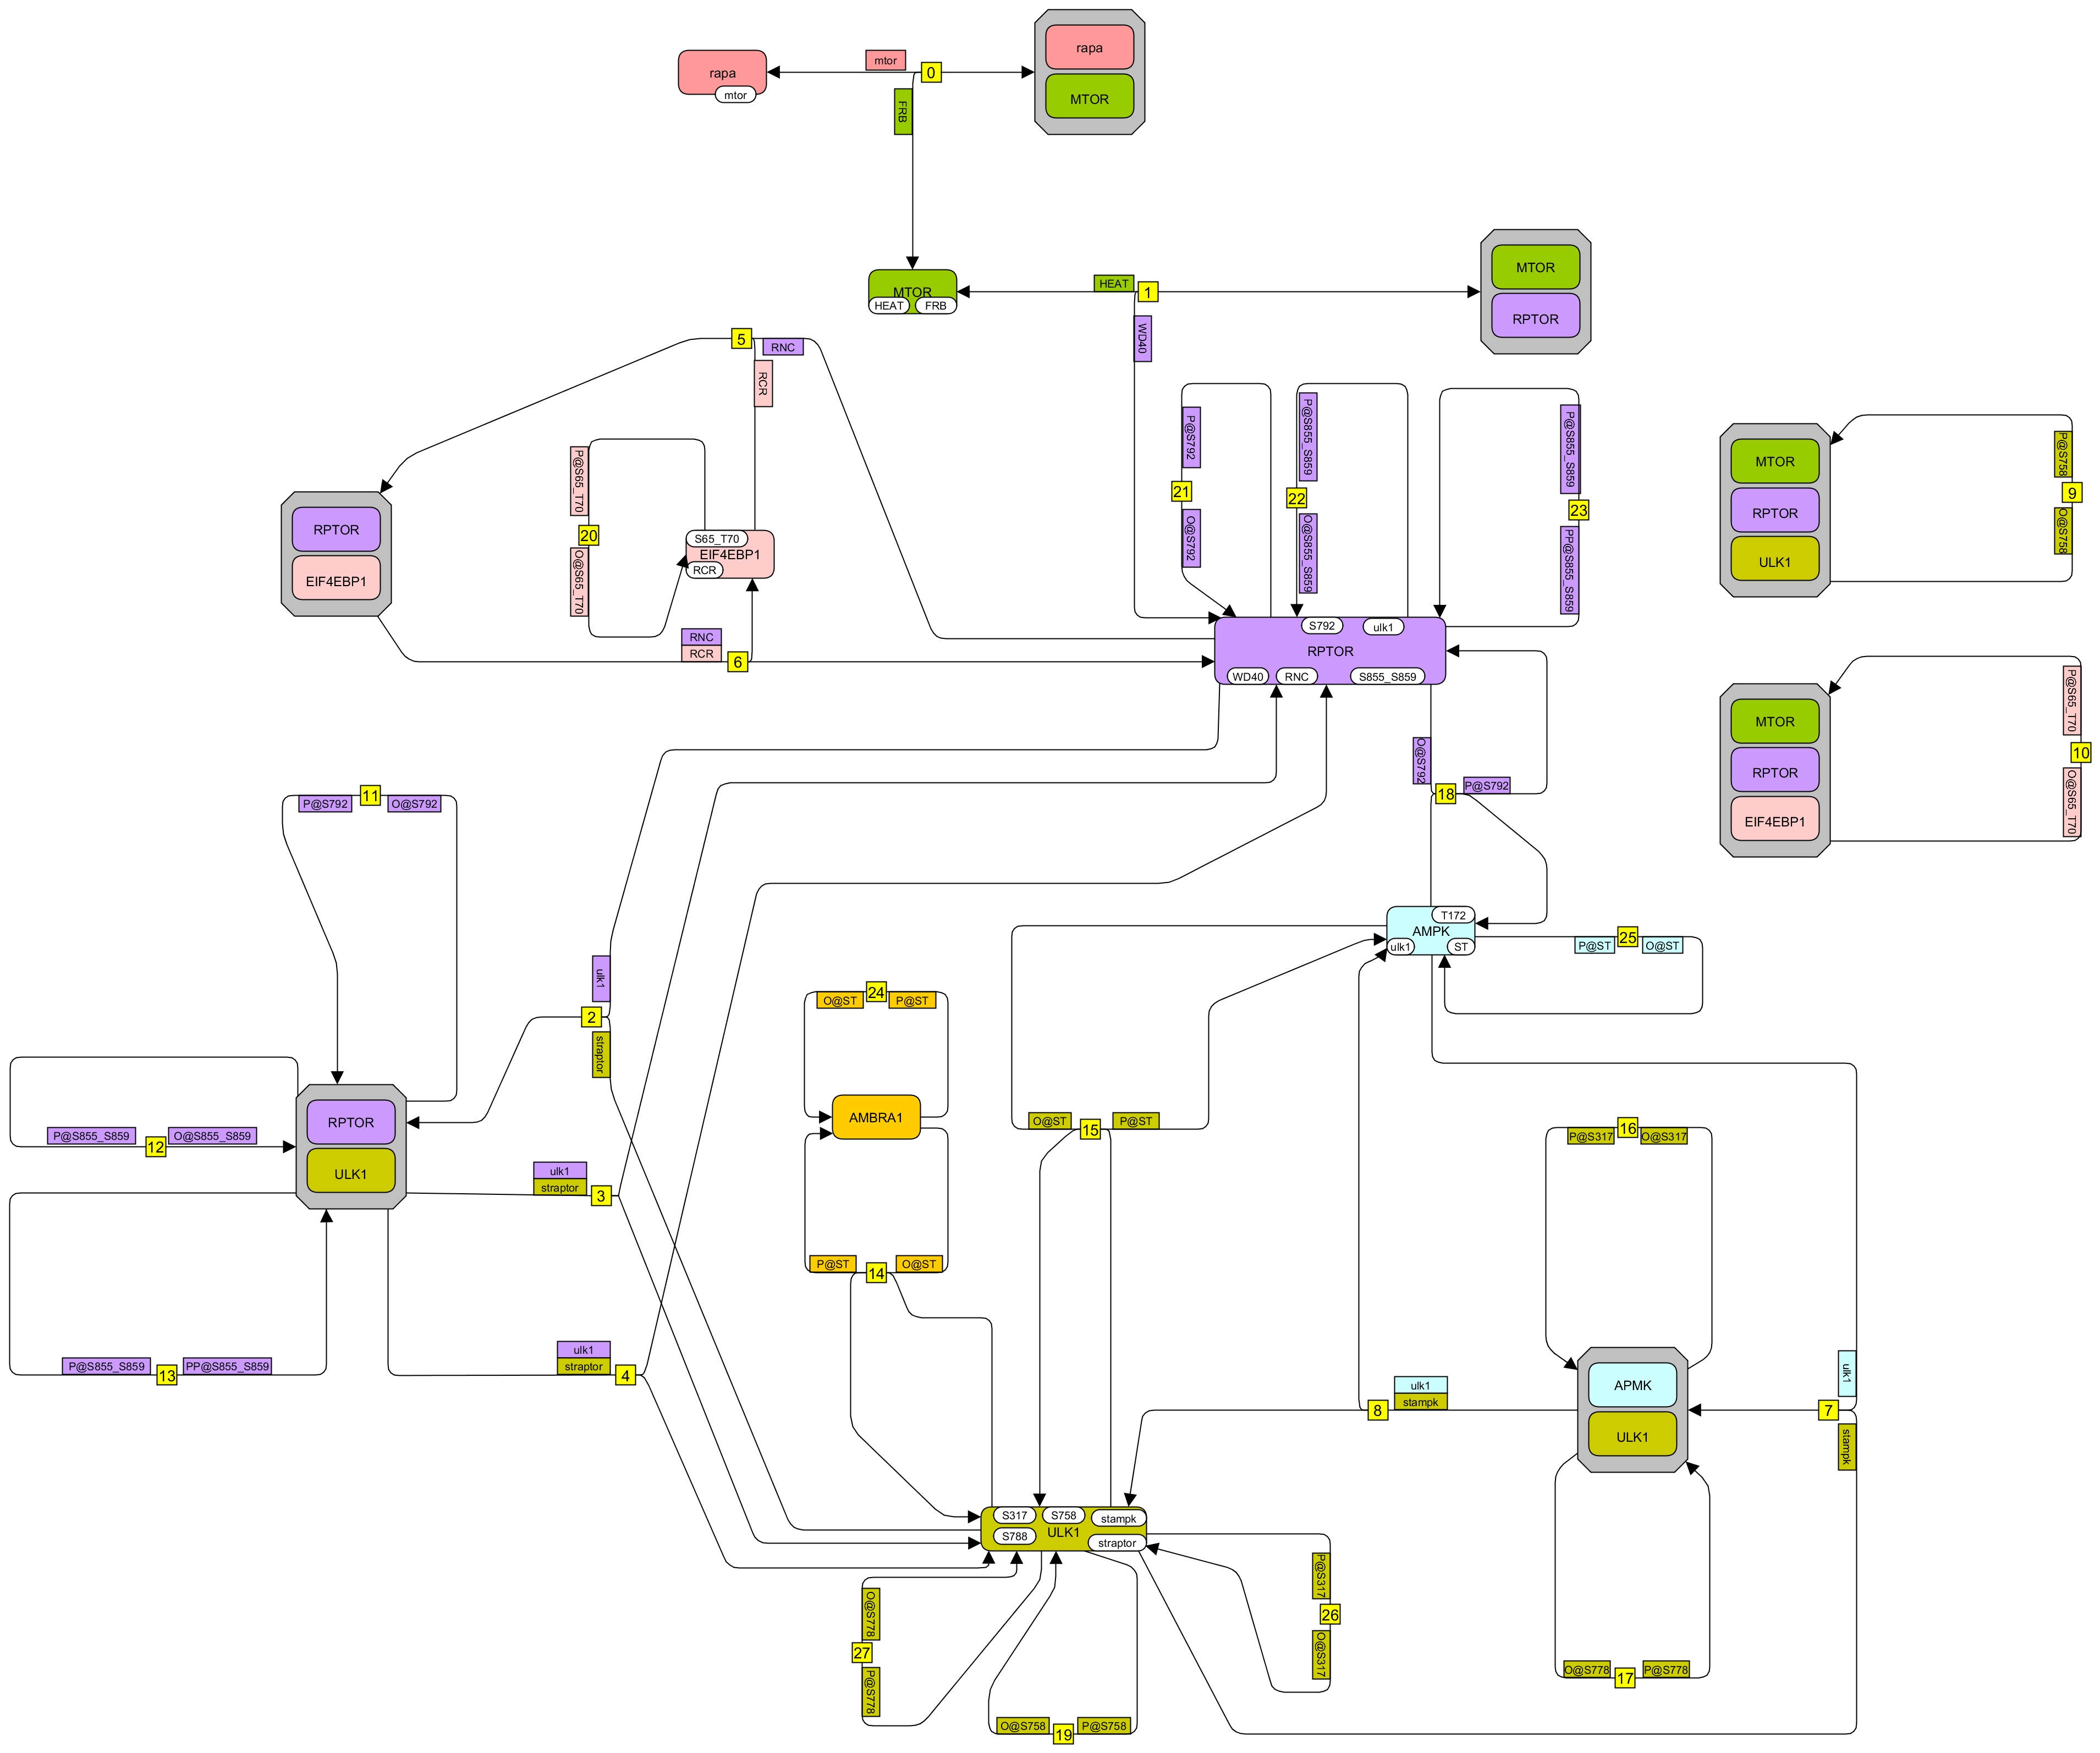 rapa
mtor
mtor
0
FRB
rapa
MTOR
MTOR
HEAT
FRB
HEAT
1
WD40
MTOR
RPTOR
5
RNC
RCR
P@S65_T70
20
O@S65_T70
S65_T70
EIF4EBP1
RCR
RPTOR
EIF4EBP1
RNC
RCR
6
P@S792
21
O@S792
P@S855_S859
22
O@S855_S859
P@S855_S859
23
PP@S855_S859
S792
ulk1
RPTOR
WD40
RNC
S855_S859
MTOR
RPTOR
ULK1
P@S758
9
O@S758
MTOR
RPTOR
EIF4EBP1
P@S65_T70
10
O@S65_T70
O@S792
18
P@S792
11
P@S792
O@S792
T172
AMPK
ulk1
ST
25
P@ST
O@ST
ulk1
2
straptor
24
O@ST
P@ST
AMBRA1
P@ST
14
O@ST
O@ST
15
P@ST
RPTOR
ULK1
P@S855_S859
12
O@S855_S859
ulk1
straptor
3
P@S855_S859
13
PP@S855_S859
ulk1
straptor
4
P@S317
16
O@S317
APMK
ULK1
ulk1
stampk
8
ulk1
7
stampk
O@S778
17
P@S778
S317
S758
stampk
S788
ULK1
straptor
O@S778
27
P@S778
O@S758
19
P@S758
P@S317
26
O@S317